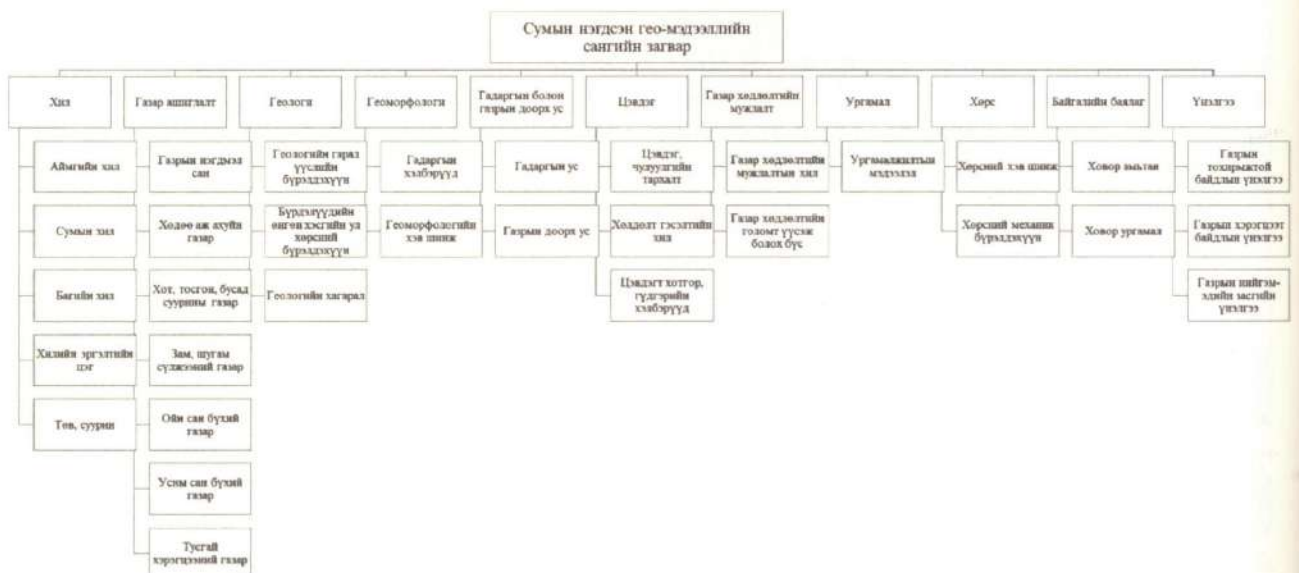 Сумын нэгдсэн гео-мэдээллийн
сангийн загвар
Хил
Газар ашиглалт
Геологи
Геоморфологи
Гадаргын болон
газрын доорх ус
Цэвдэг
Газар хөдлөлтийн
мужлалт
Ургамал
Хөрс
Байгалийн баялаг
Үнэлгээ
Аймгийн хил
Сумын хил
Багийн хил
Хилийн эргэлтийн
цэг
Төв, суурин
Газрын нэгдмэл
сан
Хөдөө аж ахуйн
газар
Хот, тосгон, бусад
суурины газар
Зам, шугам
сүлжээний газар
Ойн сан бүхий
газар
Усны сан бүхий
газар
Тусгай
хэрэгцээний газар
Геологийн гарал
үүслийн
бүрэлдэхүүн
Бүрдэлүүдийн
өнгөн хэсгийн ул
хөрсний
бүрэлдэхүүн
Геологийн хагарал
Гадаргын
хэлбэрүүд
Геоморфологийн
хэв шинж
Гадаргын ус
Газрын доорх ус
Цэвдэг,
чулуулгийн
тархалт
Хөлдөлт гэсэлтийн
хил
Цэвдэгт хотгор,
гүдгэрийн
хэлбэрүүд
Газар хөдлөлтийн
мужлалтын хил
Газар хөдлөлтийн
голомт үүсэж
болох бүс
Ургамалжилтын
мэдээлэл
Хөрсний хэв шинж
Хөрсний механик
бүрэлдэхүүн
Ховор амьтан
Ховор ургамал
Газрын
тохиромжтой
байдлын үнэлгээ
Газрын хэрэгцээт
байдлын үнэлгээ
Газрын нийгэм-
эдийн засгийн
үнэлгээ